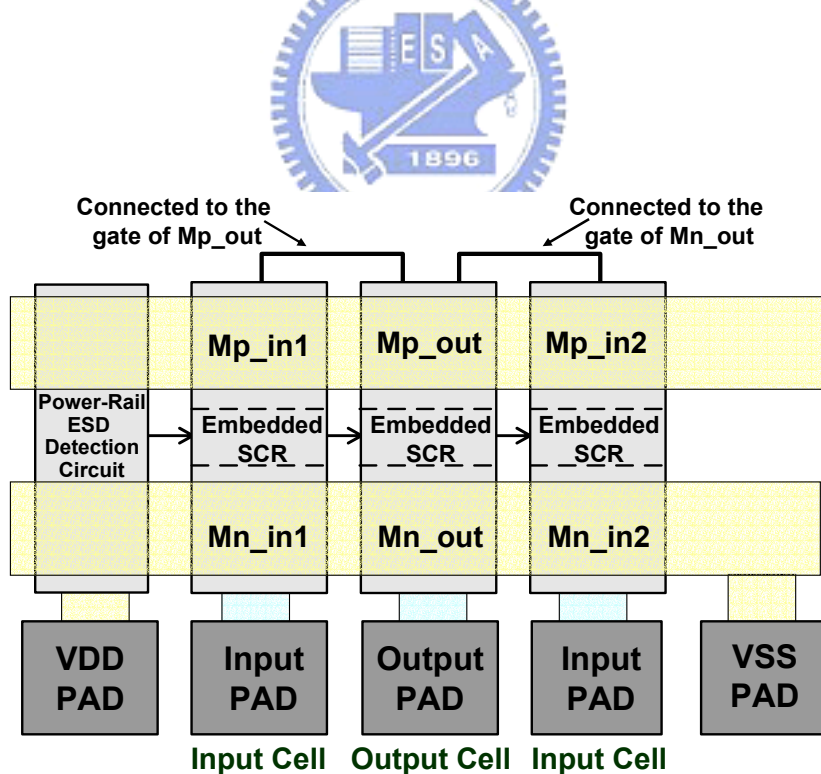 ESA
1896
Connected to the
gate of Mp_out
Connected to the
gate of Mn_out
Mp_in1
Mp_out
Mp_in2
Power-Rail
ESD
Detection
Circuit
Embedded
SCR
Embedded
SCR
Embedded
SCR
Mn_in1
Mn_out
Mn_in2
VDD
PAD
Input
PAD
Output
PAD
Input
PAD
VSS
PAD
Input Cell
Output Cell
Input Cell